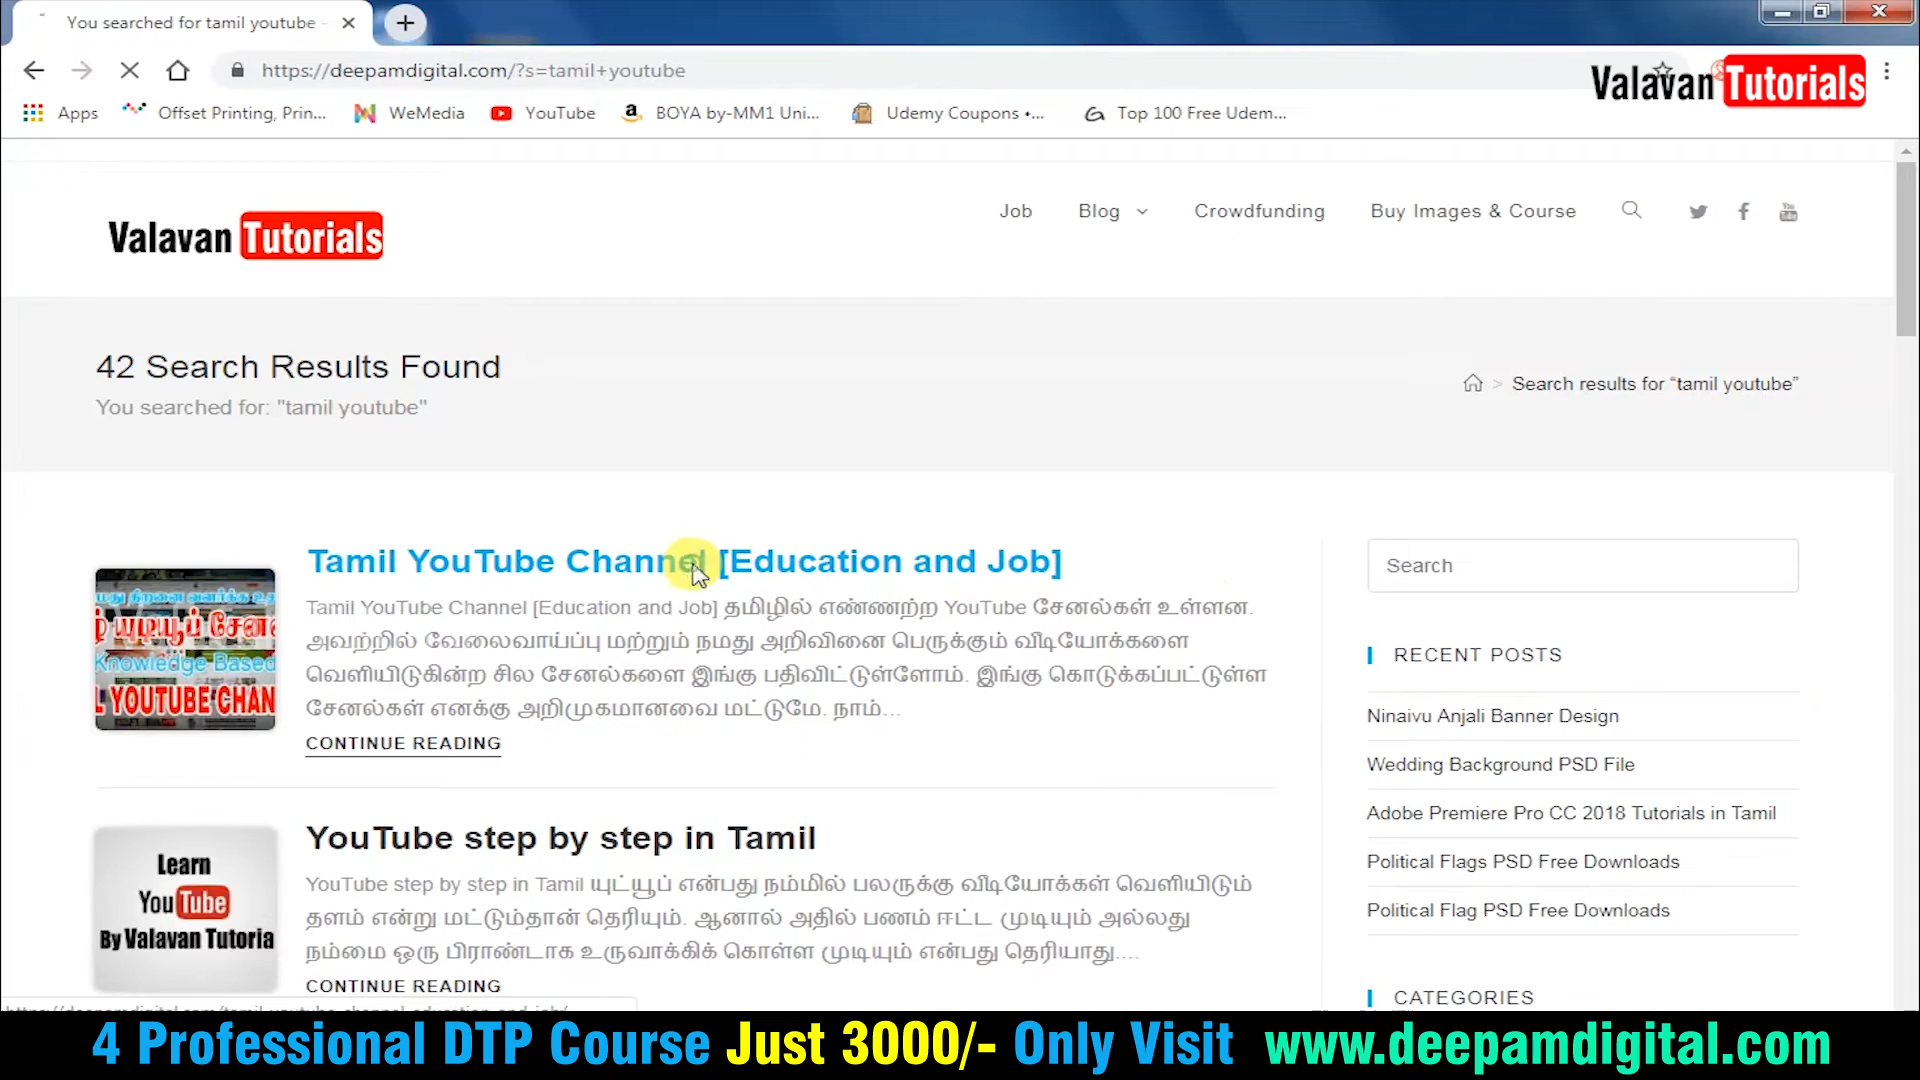 You searched for tamil youtube -
https://deepamdigital.com/?s=tamil+youtube
Valavan Tutorials
Apps Offset Printing, Prin... WeMedia YouTube BOYA by-MM1 Uni... Udemy Coupons •... Top 100 Free Udem...
Valavan Tutorials
Job Blog Crowdfunding Buy Images & Course
42 Search Results Found
You searched for: "tamil youtube"
> Search results for “tamil youtube”
Tamil YouTube Channel [Education and Job]
Tamil YouTube Channel [Education and Job] தமிழில் எண்ணற்ற YouTube சேனல்கள் உள்ளன.
அவற்றில் வேலைவாய்ப்பு மற்றும் நமது அறிவினை பெருக்கும் வீடியோக்களை
வெளியிடுகின்ற சில சேனல்களை இங்கு பதிவிட்டுள்ளோம். இங்கு கொடுக்கப்பட்டுள்ள
சேனல்கள் எனக்கு அறிமுகமானவை மட்டுமே. நாம்...
CONTINUE READING
Knowledge Based
YOUTUBE CHAN
YouTube step by step in Tamil
YouTube step by step in Tamil யுட்யூப் என்பது நம்மில் பலருக்கு வீடியோக்கள் வெளியிடும்
தளம் என்று மட்டும்தான் தெரியும். ஆனால் அதில் பணம் ஈட்ட முடியும் அல்லது
நம்மை ஒரு பிராண்டாக உருவாக்கிக் கொள்ள முடியும் என்பது தெரியாது....
CONTINUE READING
Learn
YouTube
By Valavan Tutoria
Search
RECENT POSTS
Ninaivu Anjali Banner Design
Wedding Background PSD File
Adobe Premiere Pro CC 2018 Tutorials in Tamil
Political Flags PSD Free Downloads
Political Flag PSD Free Downloads
CATEGORIES
4 Professional DTP Course Just 3000/- Only Visit www.deepamdigital.com